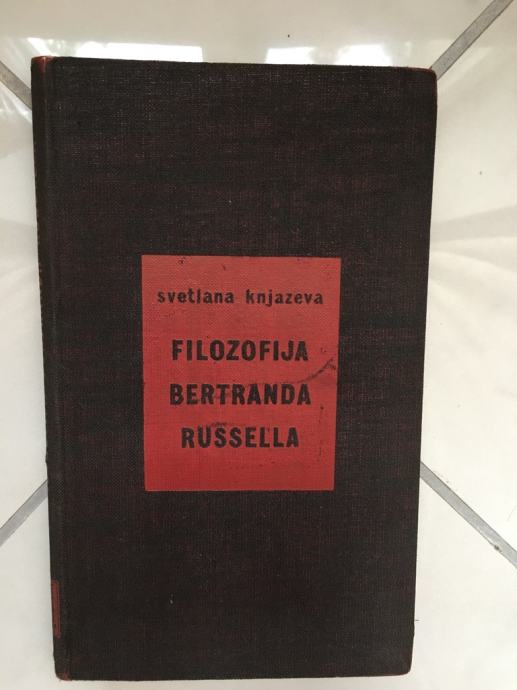 svetlana knjazeva
FILOZOFIJA
BERTRANDA
RUSSELLA